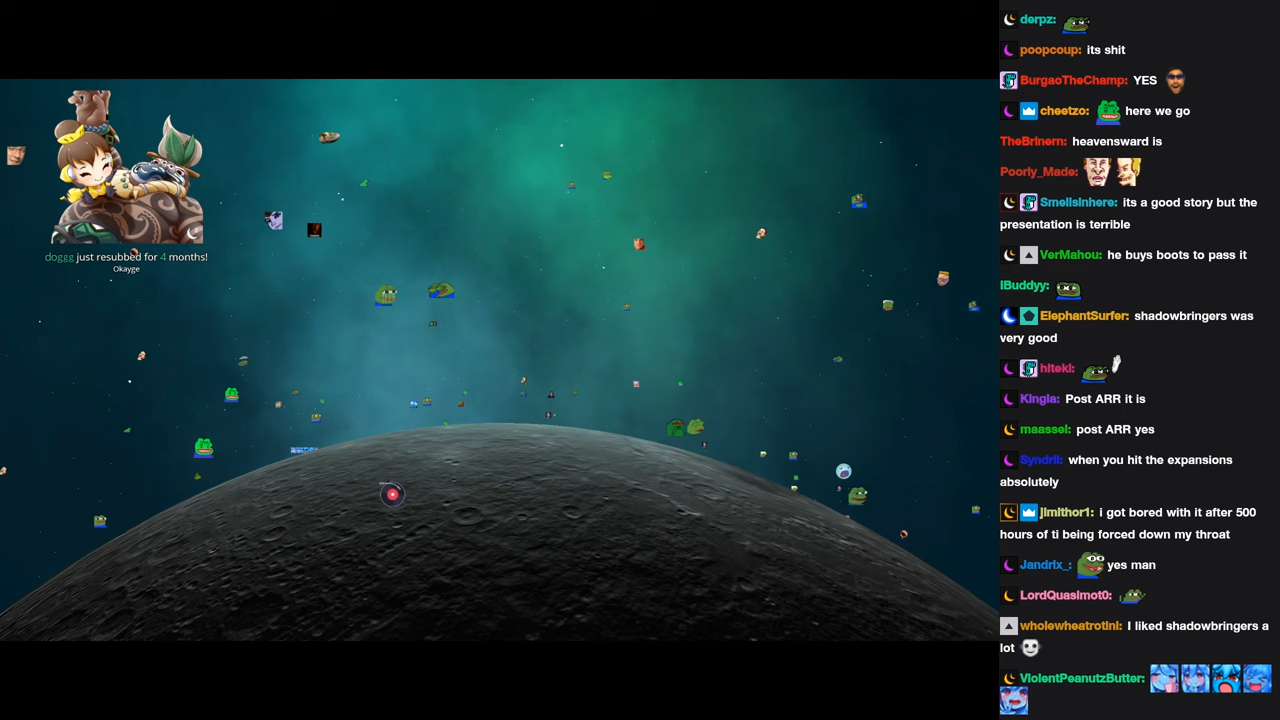 doggg just resubbed for 4 months!
Okayge
derpz:
poopcoup: its shit
BurgaoTheChamp: YES
cheetzo: here we go
TheBrinern: heavensward is
Poorly_Made:
SmellsInhere: its a good story but the
presentation is terrible
VerMahou: he buys boots to pass it
IBuddyy:
ElephantSurfer: shadowbringers was
very good
hitekl:
Kingia: Post ARR it is
maassel: post ARR yes
Syndrll: when you hit the expansions
absolutely
jimithor1: i got bored with it after 500
hours of ti being forced down my throat
Jandrix_: yes man
LordQuasimot0:
wholewheatrotini: I liked shadowbringers a
lot
ViolentPeanutzButter: